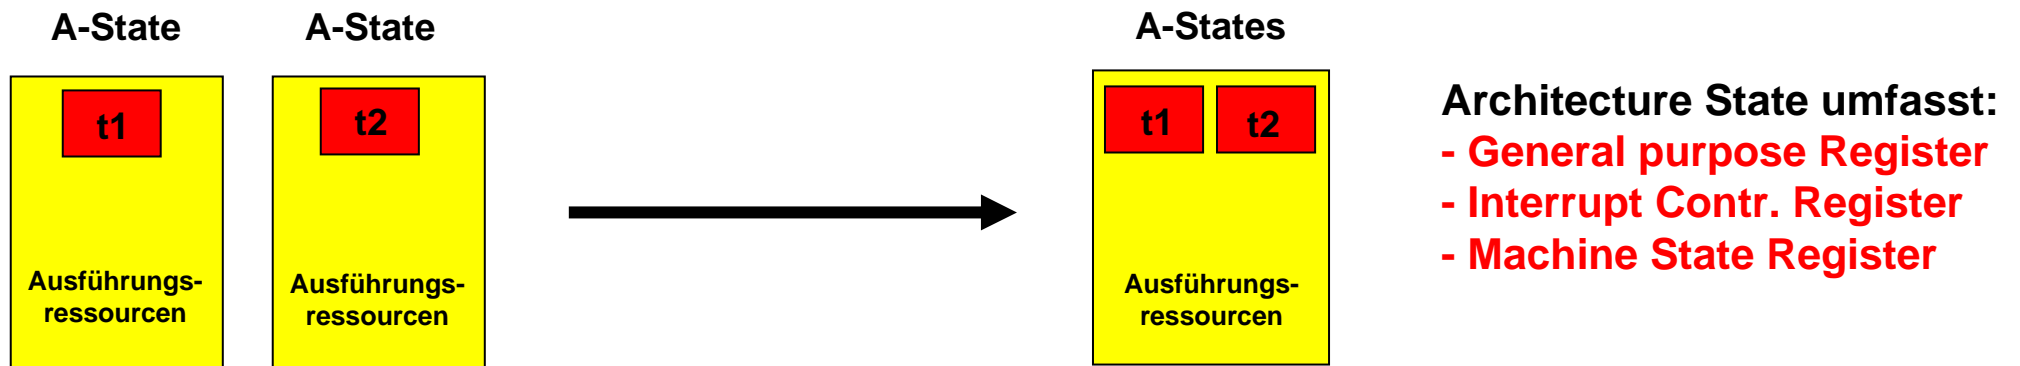 A-State
t1
Ausführungs-
ressourcen
A-State
t2
Ausführungs-
ressourcen
A-States
t1
t2
Ausführungs-
ressourcen
Architecture State umfasst:
- General purpose Register
- Interrupt Contr. Register
- Machine State Register